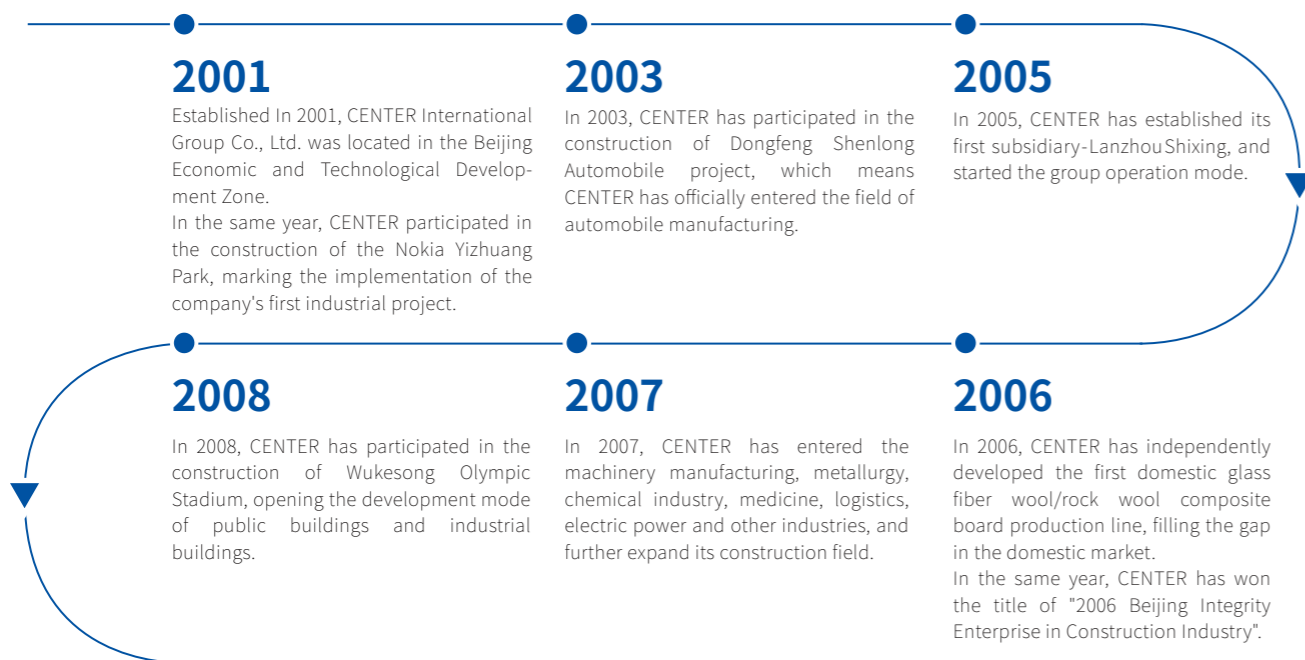 2001
Established In 2001, CENTER International
Group Co., Ltd. was located in the Beijing
Economic and Technological Develop-
ment Zone.
In the same year, CENTER participated in
the construction of the Nokia Yizhuang
Park, marking the implementation of the
company's first industrial project.
2003
In 2003, CENTER has participated in the
construction of Dongfeng Shenlong
Automobile project, which means
CENTER has officially entered the field of
automobile manufacturing.
2005
In 2005, CENTER has established its
first subsidiary-Lanzhou Shixing, and
started the group operation mode.
2006
In 2006, CENTER has independently
developed the first domestic glass
fiber wool/rock wool composite
board production line, filling the gap
in the domestic market.
In the same year, CENTER has won
the title of "2006 Beijing Integrity
Enterprise in Construction Industry".
2007
In 2007, CENTER has entered the
machinery manufacturing, metallurgy,
chemical industry, medicine, logistics,
electric power and other industries, and
further expand its construction field.
2008
In 2008, CENTER has participated in the
construction of Wukesong Olympic
Stadium, opening the development mode
of public buildings and industrial
buildings.